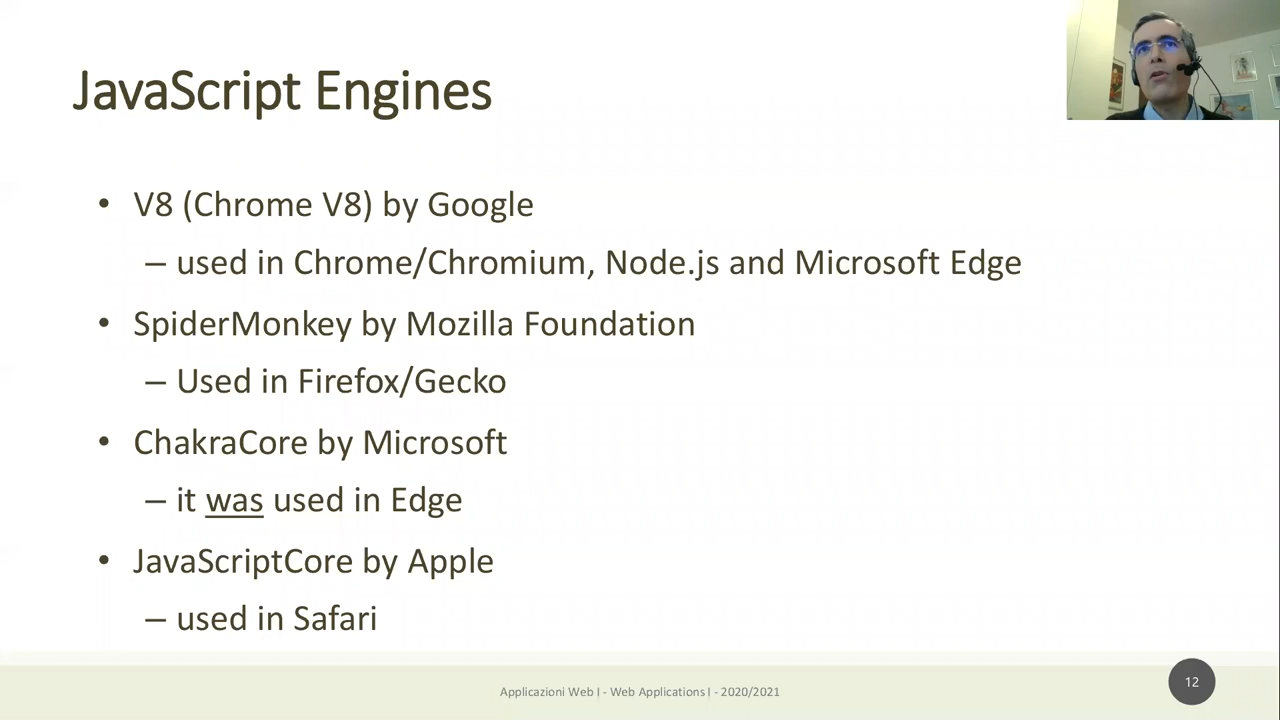 JavaScript Engines
• V8 (Chrome V8) by Google
– used in Chrome/Chromium, Node.js and Microsoft Edge
• SpiderMonkey by Mozilla Foundation
– Used in Firefox/Gecko
• ChakraCore by Microsoft
– it was used in Edge
• JavaScriptCore by Apple
– used in Safari
Applicazioni Web I - Web Applications I - 2020/2021
12